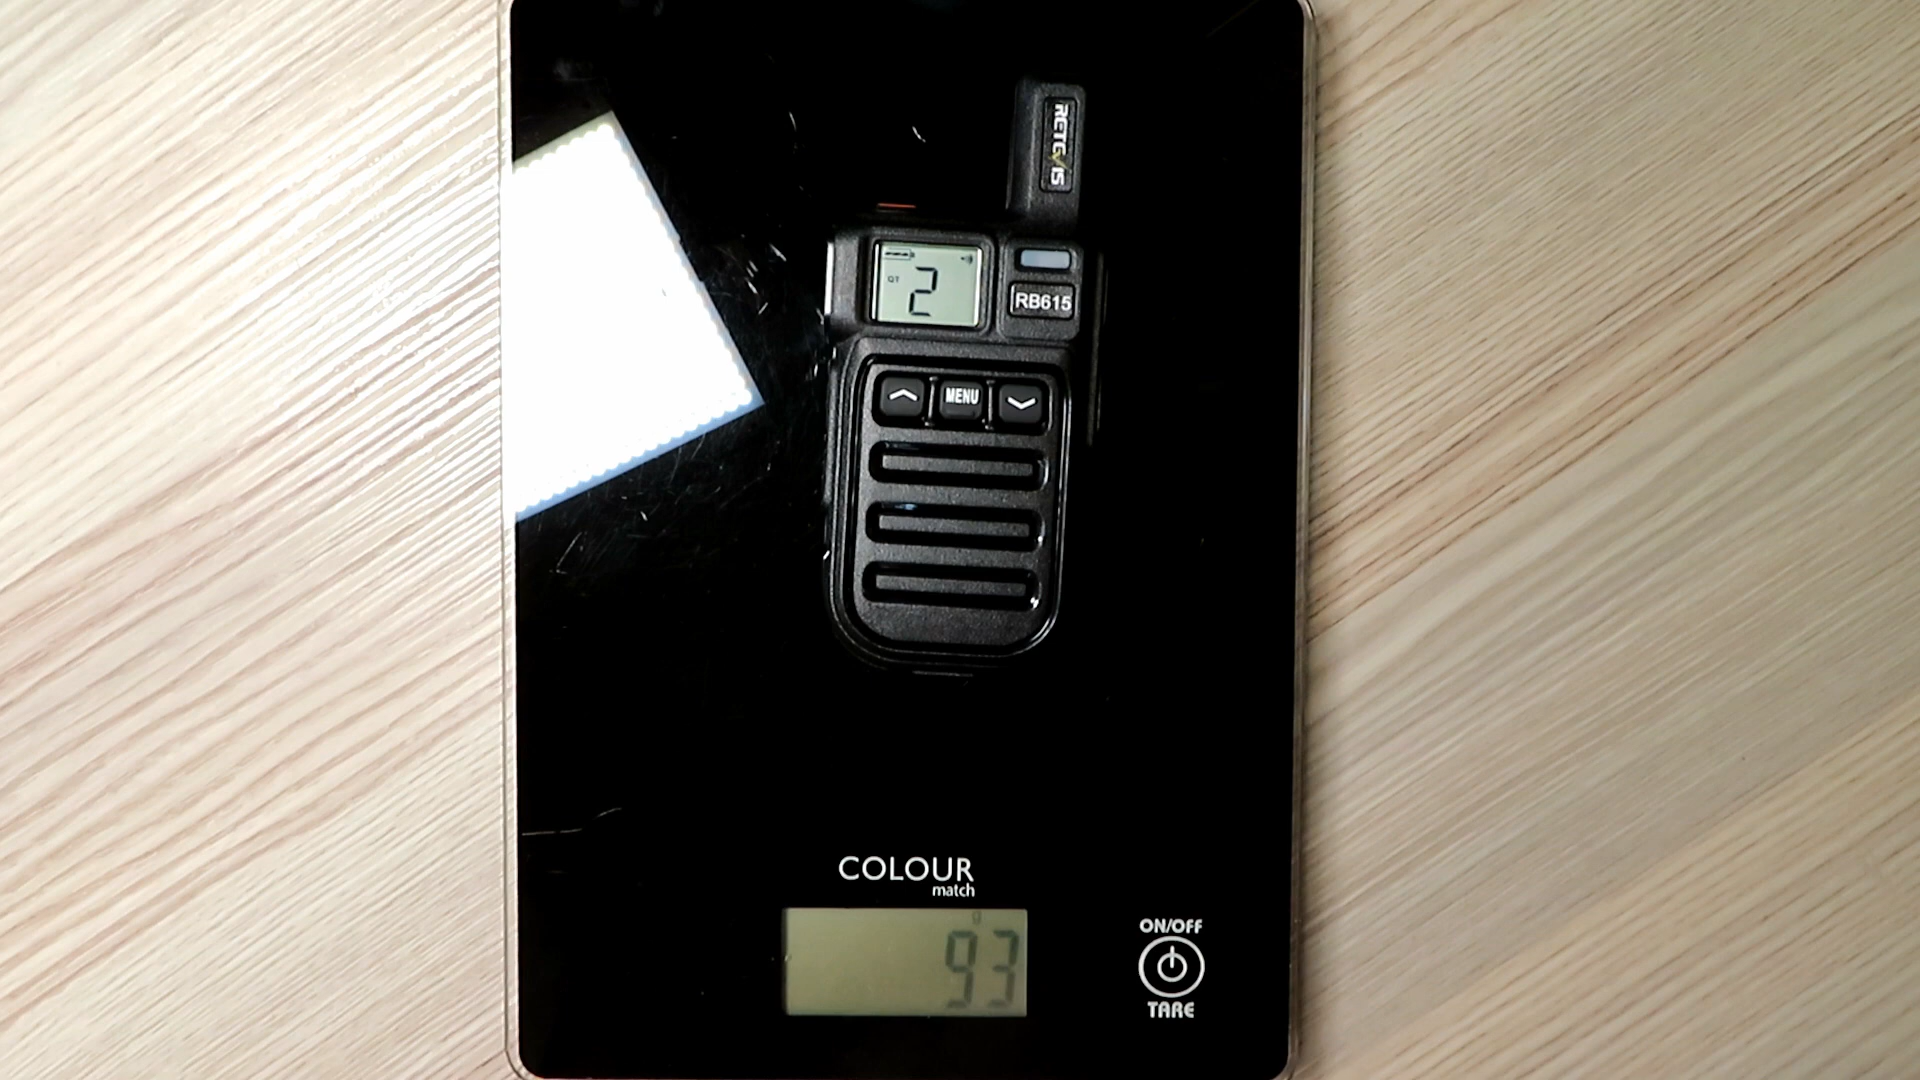 RETEVIS
QT 2
RB615
MENU
COLOUR
match
g
93
ON/OFF
TARE